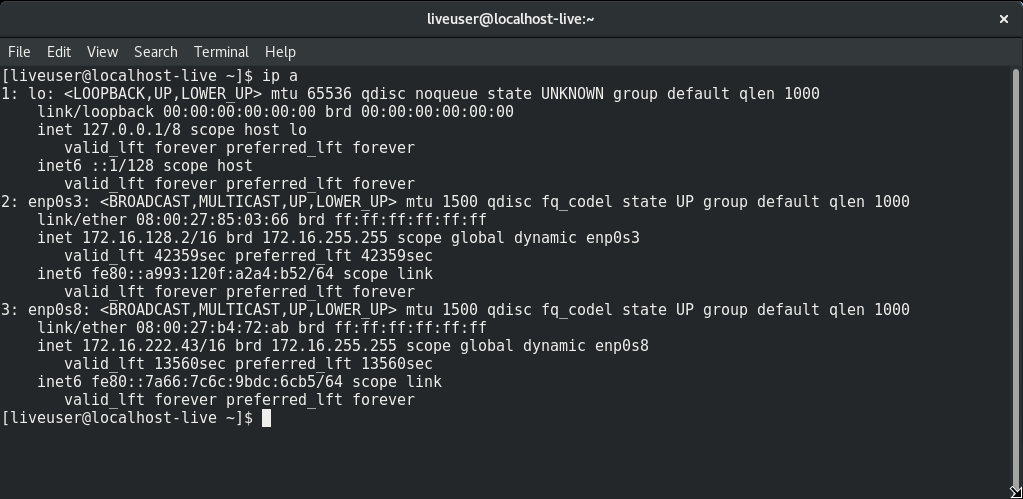 liveuser@localhost-live:~
File Edit View Search Terminal Help
[liveuser@localhost-live ~]$ ip a
1: lo: <LOOPBACK,UP,LOWER_UP> mtu 65536 qdisc noqueue state UNKNOWN group default qlen 1000
    link/loopback 00:00:00:00:00:00 brd 00:00:00:00:00:00
    inet 127.0.0.1/8 scope host lo
       valid_lft forever preferred_lft forever
    inet6 ::1/128 scope host
       valid_lft forever preferred_lft forever
2: enp0s3: <BROADCAST,MULTICAST,UP,LOWER_UP> mtu 1500 qdisc fq_codel state UP group default qlen 1000
    link/ether 08:00:27:85:03:66 brd ff:ff:ff:ff:ff:ff
    inet 172.16.128.2/16 brd 172.16.255.255 scope global dynamic enp0s3
       valid_lft 42359sec preferred_lft 42359sec
    inet6 fe80::a993:120f:a2a4:b52/64 scope link
       valid_lft forever preferred_lft forever
3: enp0s8: <BROADCAST,MULTICAST,UP,LOWER_UP> mtu 1500 qdisc fq_codel state UP group default qlen 1000
    link/ether 08:00:27:b4:72:ab brd ff:ff:ff:ff:ff:ff
    inet 172.16.222.43/16 brd 172.16.255.255 scope global dynamic enp0s8
       valid_lft 13560sec preferred_lft 13560sec
    inet6 fe80::7a66:7c6c:9bdc:6cb5/64 scope link
       valid_lft forever preferred_lft forever
[liveuser@localhost-live ~]$